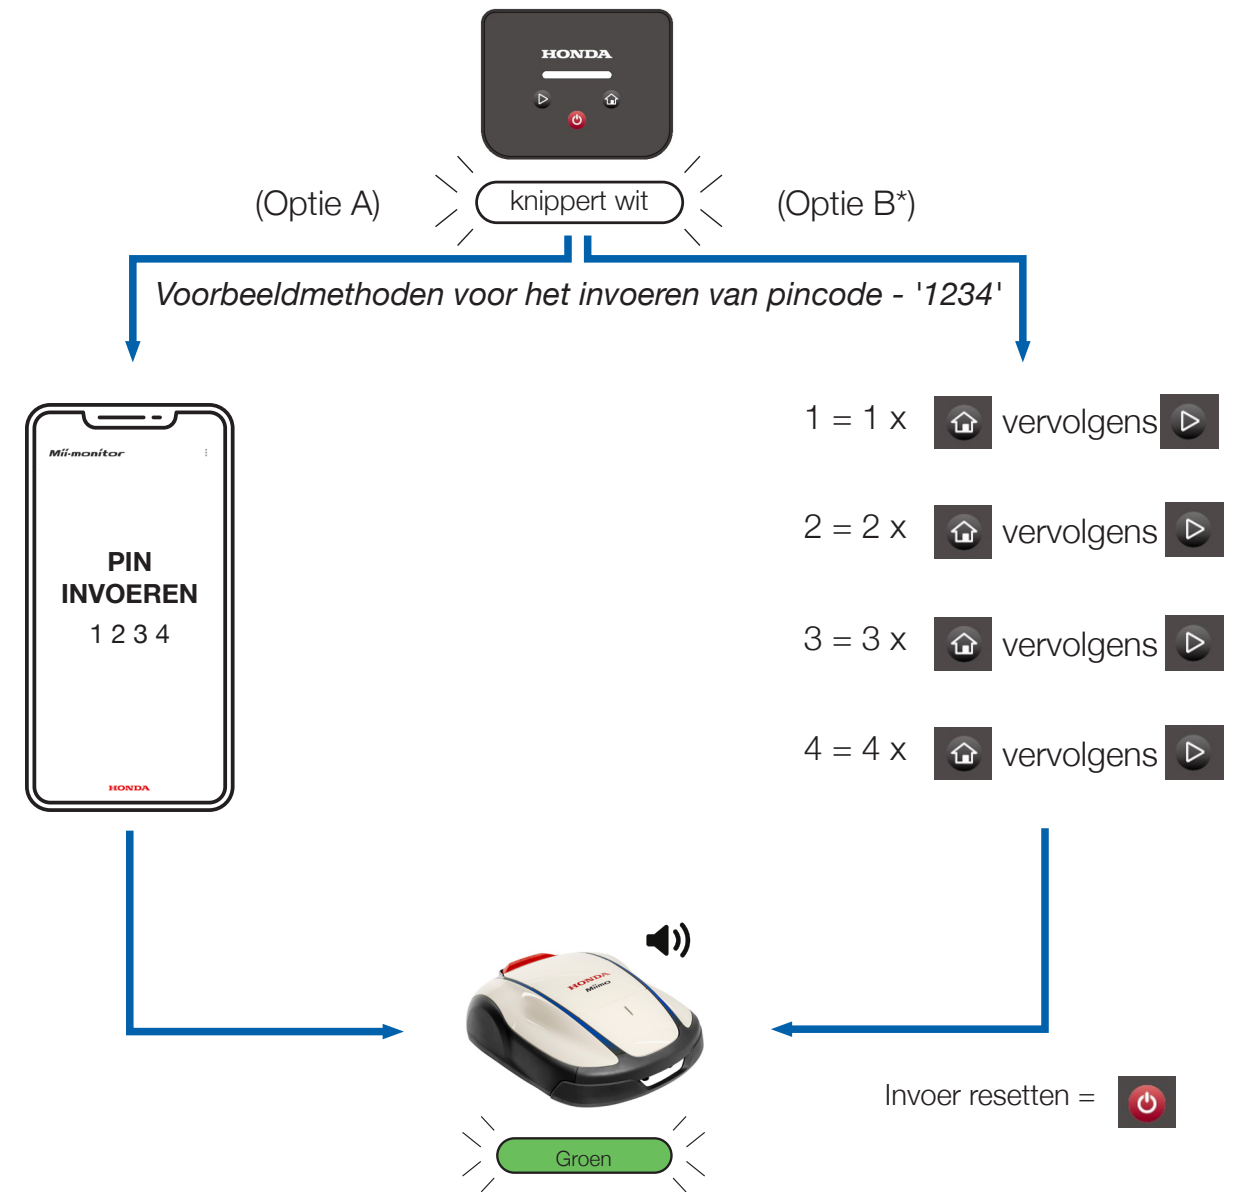 HONDA
(Optie A)
knippert wit
(Optie B*)
Voorbeeldmethoden voor het invoeren van pincode - '1234'
Mii-monitor
PIN
INVOEREN
1 2 3 4
HONDA
1 = 1 x vervolgens
2 = 2 x vervolgens
3 = 3 x vervolgens
4 = 4 x vervolgens
HONDA
Miimo
Invoer resetten =
Groen